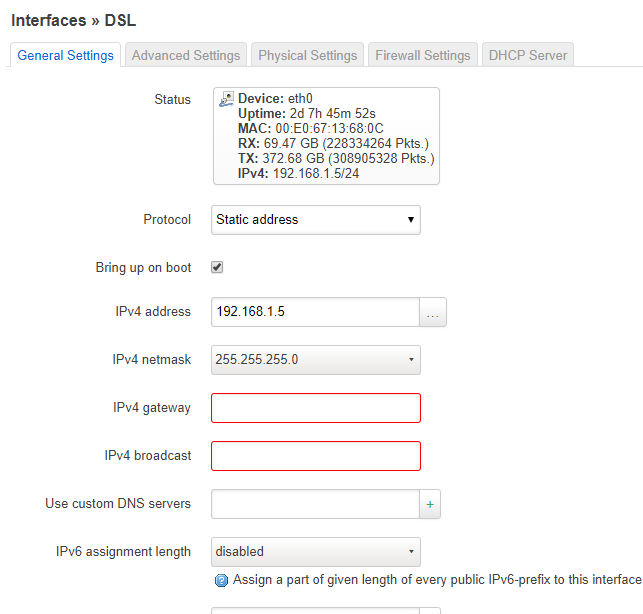 Interfaces » DSL
General Settings Advanced Settings Physical Settings Firewall Settings DHCP Server
Status
Device: eth0
Uptime: 2d 7h 45m 52s
MAC: 00:E0:67:13:68:0C
RX: 69.47 GB (228334264 Pkts.)
TX: 372.68 GB (308905328 Pkts.)
IPv4: 192.168.1.5/24
Protocol Static address
Bring up on boot
IPv4 address 192.168.1.5 ...
IPv4 netmask 255.255.255.0
IPv4 gateway
IPv4 broadcast
Use custom DNS servers +
IPv6 assignment length disabled
Assign a part of given length of every public IPv6-prefix to this interface